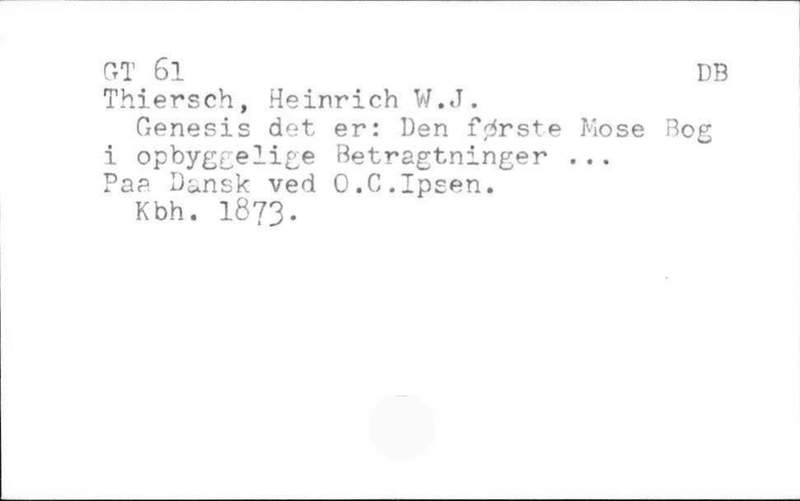 GT 61 DB
Thiersch, Heinrich W.J.
Genesis det er: Den første Mose Bog
i opbyggelige Betragtninger ...
Paa Dansk ved O.C.Ipsen.
Kbh. 1873.